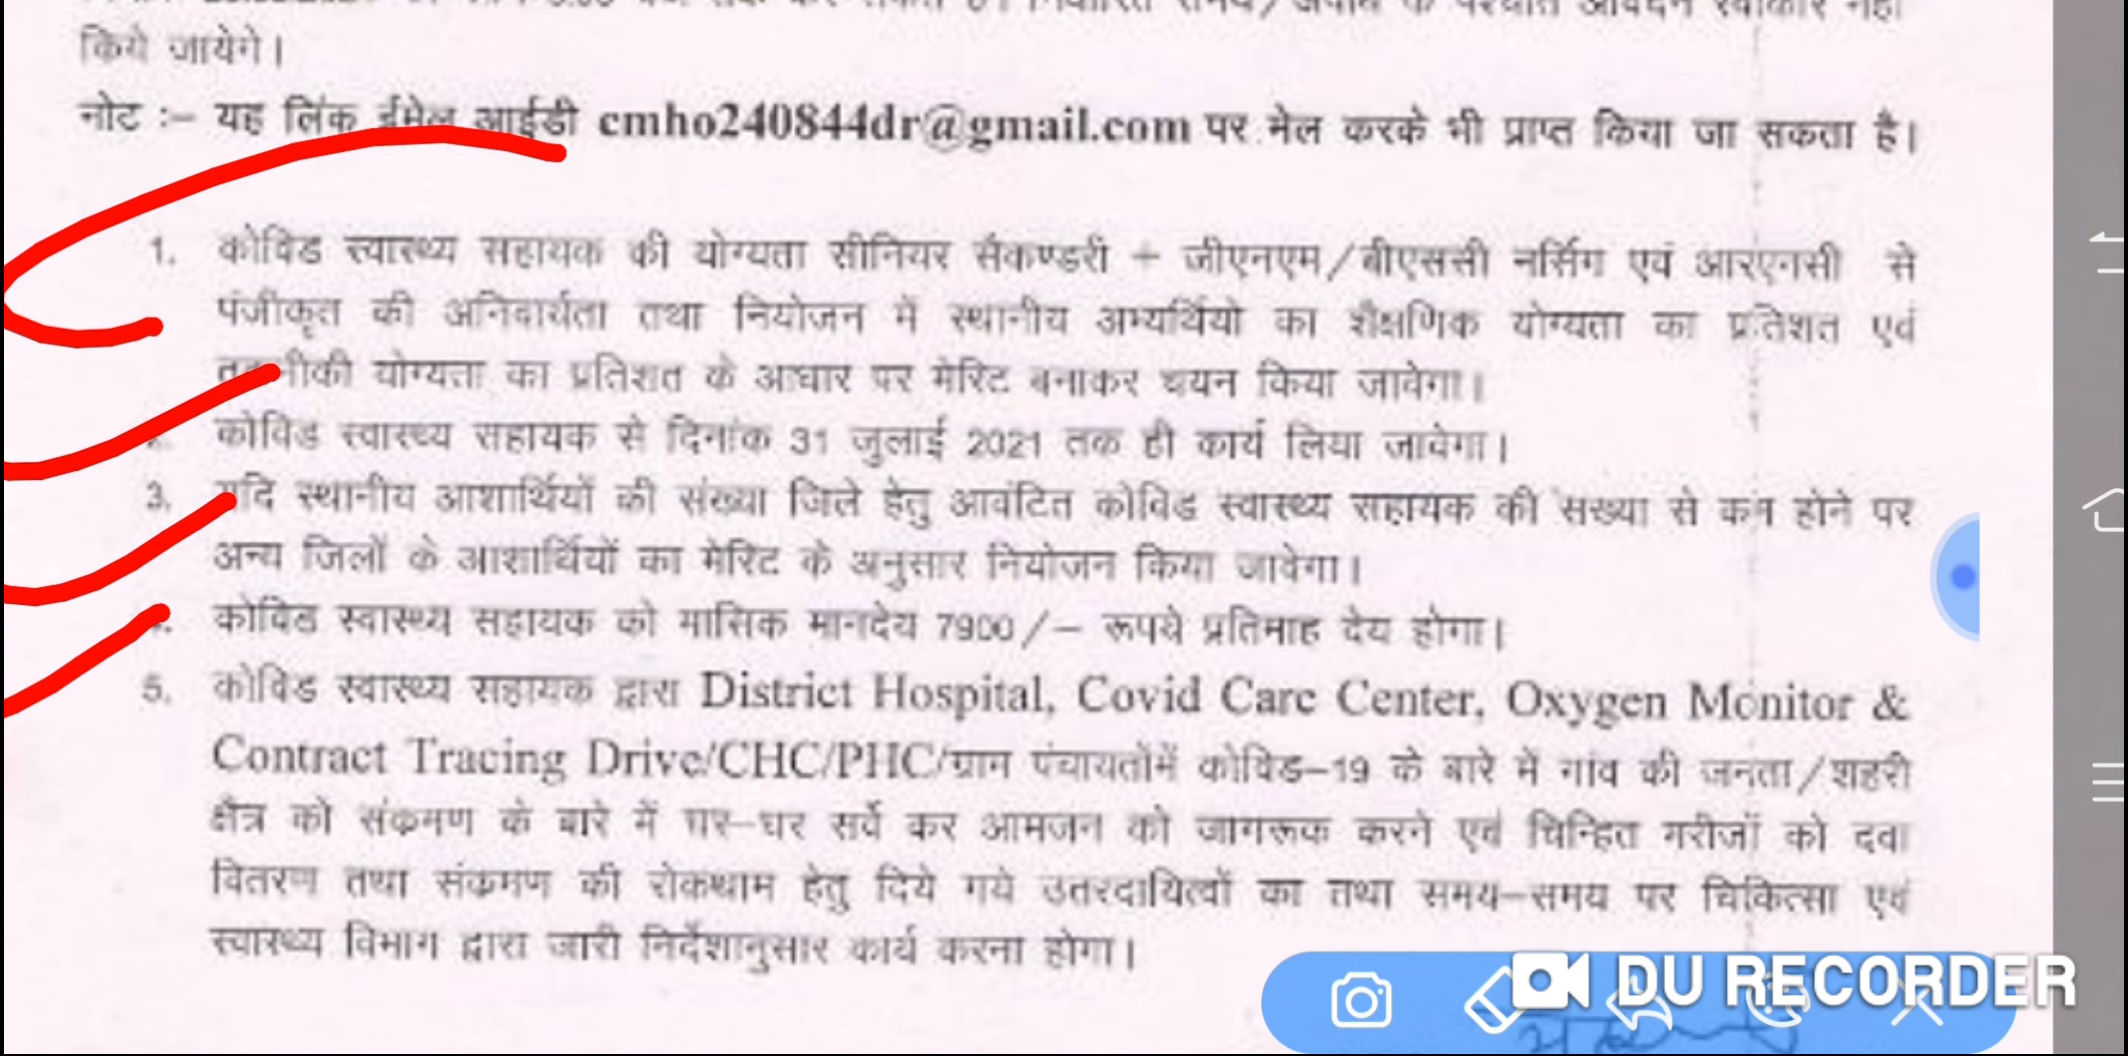 किये जायेगे।
नोट :– यह लिंक ईमेल आईडी cmho240844dr@gmail.com पर मेल करके भी प्राप्त किया जा सकता है।
1. कोविड स्वास्थ्य सहायक की योग्यता सीनियर सैकण्डरी + जीएनएम/बीएससी नर्सिग एवं आरएनसी से
पंजीकृत की अनिवार्यता तथा नियोजन में स्थानीय अभ्यर्थियो का शैक्षणिक योग्यता का प्रतिशत एवं
तकनीकी योग्यता का प्रतिशत के आधार पर मेरिट बनाकर चयन किया जावेगा।
2. कोविड स्वास्थ्य सहायक से दिनांक 31 जुलाई 2021 तक ही कार्य लिया जावेगा।
3. यदि स्थानीय आशार्थियों की संख्या जिले हेतु आवंटित कोविड स्वास्थ्य सहायक की सख्या से कम होने पर
अन्य जिलों के आशार्थियों का मेरिट के अनुसार नियोजन किया जावेगा।
4. कोविड स्वास्थ्य सहायक को मासिक मानदेय 7900/– रूपये प्रतिमाह देय होगा।
5. कोविड स्वास्थ्य सहायक द्वारा District Hospital, Covid Care Center, Oxygen Monitor &
Contract Tracing Drive/CHC/PHC/ग्राम पंचायतोंमें कोविड–19 के बारे में गांव की जनता/शहरी
क्षैत्र को संक्रमण के बारे में घर–घर सर्वे कर आमजन को जागरूक करने एवं चिन्हित मरीजों को दवा
वितरण तथा संक्रमण की रोकथाम हेतु दिये गये उतरदायित्वों का तथा समय–समय पर चिकित्सा एवं
स्वास्थ्य विभाग द्वारा जारी निर्देशानुसार कार्य करना होगा।
DU RECORDER